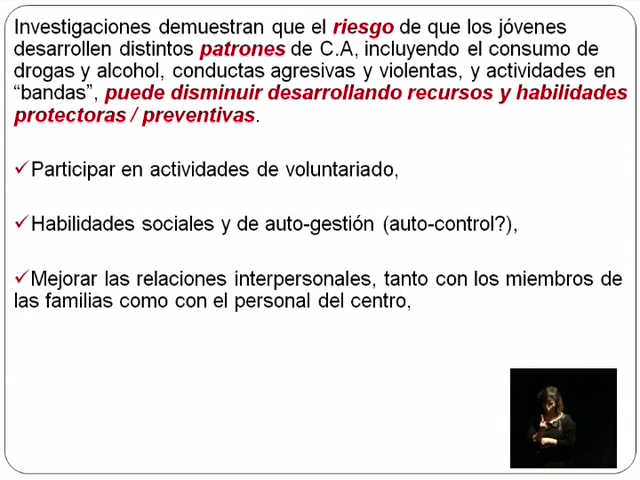 Investigaciones demuestran que el riesgo de que los jóvenes
desarrollen distintos patrones de C.A, incluyendo el consumo de
drogas y alcohol, conductas agresivas y violentas, y actividades en
“bandas”, puede disminuir desarrollando recursos y habilidades
protectoras / preventivas.
✓Participar en actividades de voluntariado,
✓Habilidades sociales y de auto-gestión (auto-control?),
✓Mejorar las relaciones interpersonales, tanto con los miembros de
las familias como con el personal del centro,